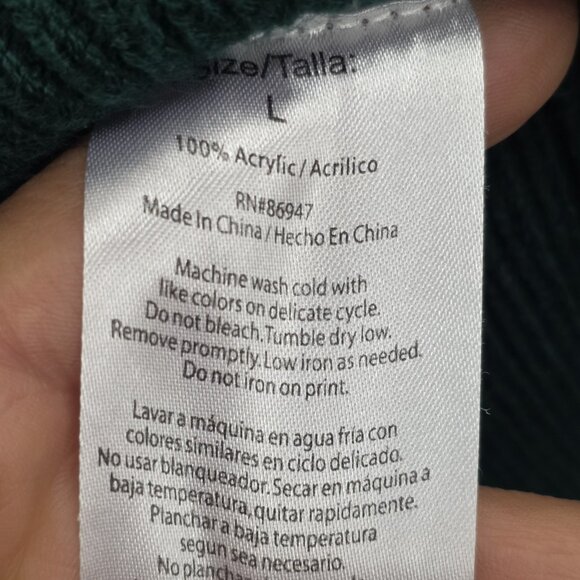 Size/Talla:
L
100% Acrylic/Acrilico
RN#86947
Made In China/Hecho En China
Machine wash cold with
like colors on delicate cycle.
Do not bleach.Tumble dry low.
Remove promptly.Low iron as needed.
Do not iron on print.
Lavar a máquina en agua fría con
colores similares en ciclo delicado.
No usar blanqueador.Secar en máquina a
baja temperatura,quitar rapidamente.
Planchar a baja temperatura
segun sea necesario.
No planchar